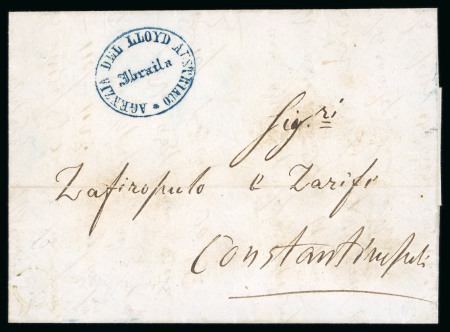 AGENZIA DEL LLOYD AUSTRIACO *
Ibraila
Sig.ri
Zafiropulo e Zarifi
Constantinopoli